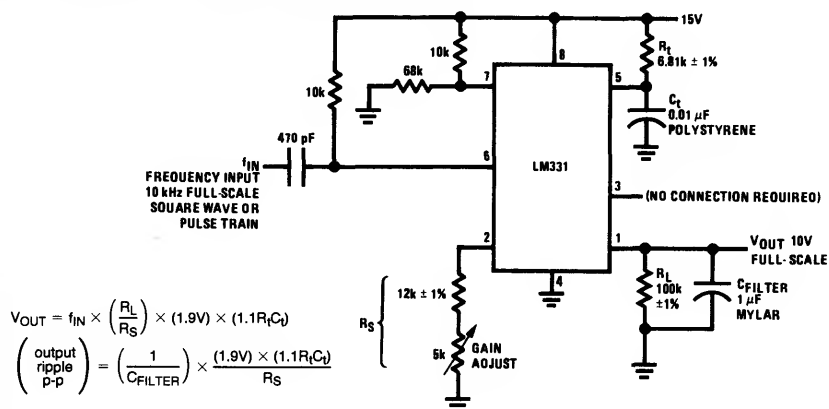 15V
10k
68k
10k
7
8
5
Rt
6.81k ± 1%
Ct
0.01 µF
POLYSTYRENE
470 pF
fIN
FREQUENCY INPUT
10 kHz FULL-SCALE
SQUARE WAVE OR
PULSE TRAIN
6
LM331
3
(NO CONNECTION REQUIRED)
2
1
4
VOUT 10V
FULL-SCALE
RL
100k
±1%
CFILTER
1 µF
MYLAR
12k ± 1%
RS
5k
GAIN
ADJUST
VOUT = fIN × (RL/RS) × (1.9V) × (1.1RtCt)
(output ripple p-p) = (1/CFILTER) × (1.9V) × (1.1RtCt)/RS